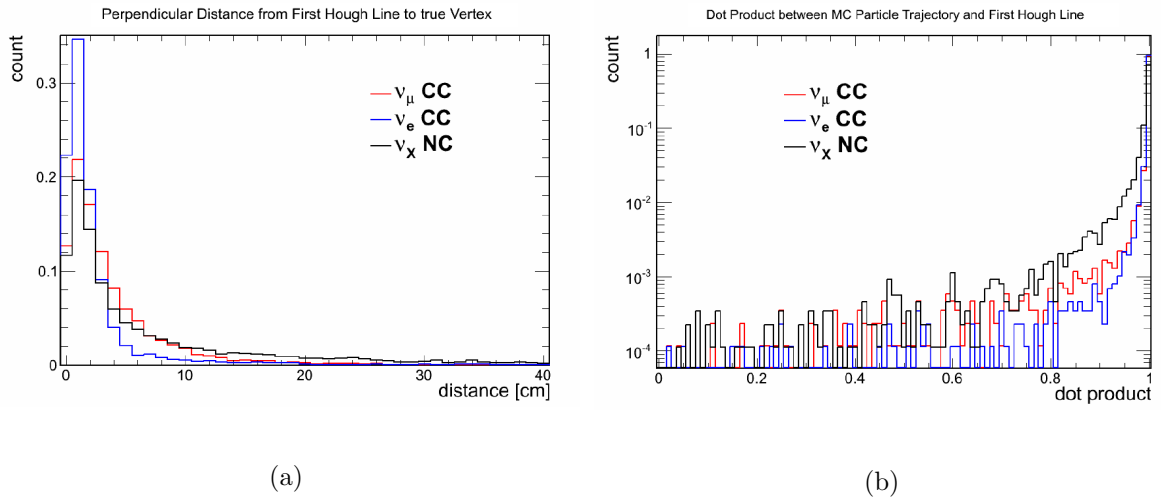 Perpendicular Distance from First Hough Line to true Vertex
count
0.3
0.2
0.1
0
νμ CC
νe CC
νX NC
0 10 20 30 40
distance [cm]
(a)
Dot Product between MC Particle Trajectory and First Hough Line
count
1
10-1
10-2
10-3
10-4
νμ CC
νe CC
νX NC
0 0.2 0.4 0.6 0.8 1
dot product
(b)